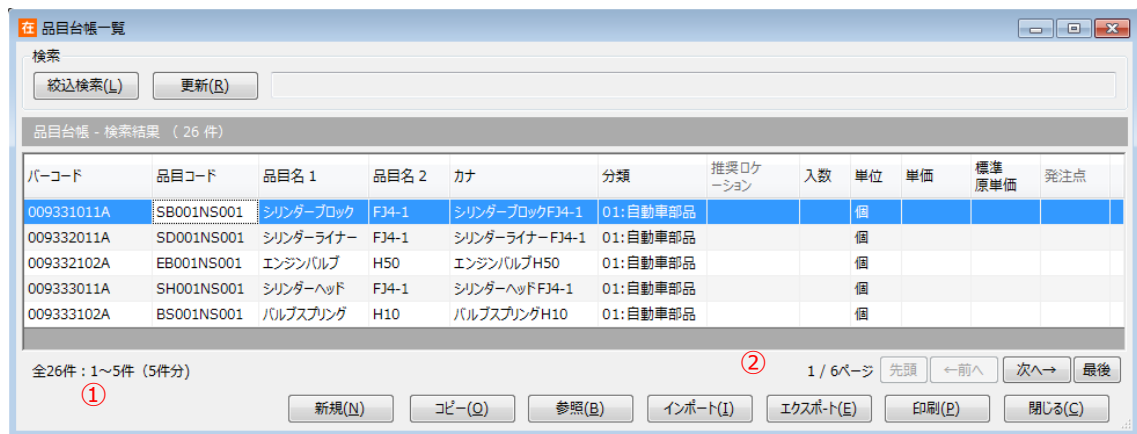 在 品目台帳一覧
検索
絞込検索(L) 更新(R)
品目台帳 - 検索結果 ( 26 件)
バーコード 品目コード 品目名 1 品目名 2 カナ 分類 推奨ロケ 入数 単位 単価 標準 発注点
ーション 原単価
009331011A SB001NS001 シリンダーブロック FJ4-1 シリンダーブロックFJ4-1 01:自動車部品 個
009332011A SD001NS001 シリンダーライナー FJ4-1 シリンダーライナーFJ4-1 01:自動車部品 個
009332102A EB001NS001 エンジンバルブ H50 エンジンバルブH50 01:自動車部品 個
009333011A SH001NS001 シリンダーヘッド FJ4-1 シリンダーヘッドFJ4-1 01:自動車部品 個
009333102A BS001NS001 バルブスプリング H10 バルブスプリングH10 01:自動車部品 個
全26件：1～5件（5件分） ② 1 / 6ページ 先頭 ←前へ 次へ→ 最後
①
新規(N) コピー(O) 参照(B) インポート(I) エクスポート(E) 印刷(P) 閉じる(C)